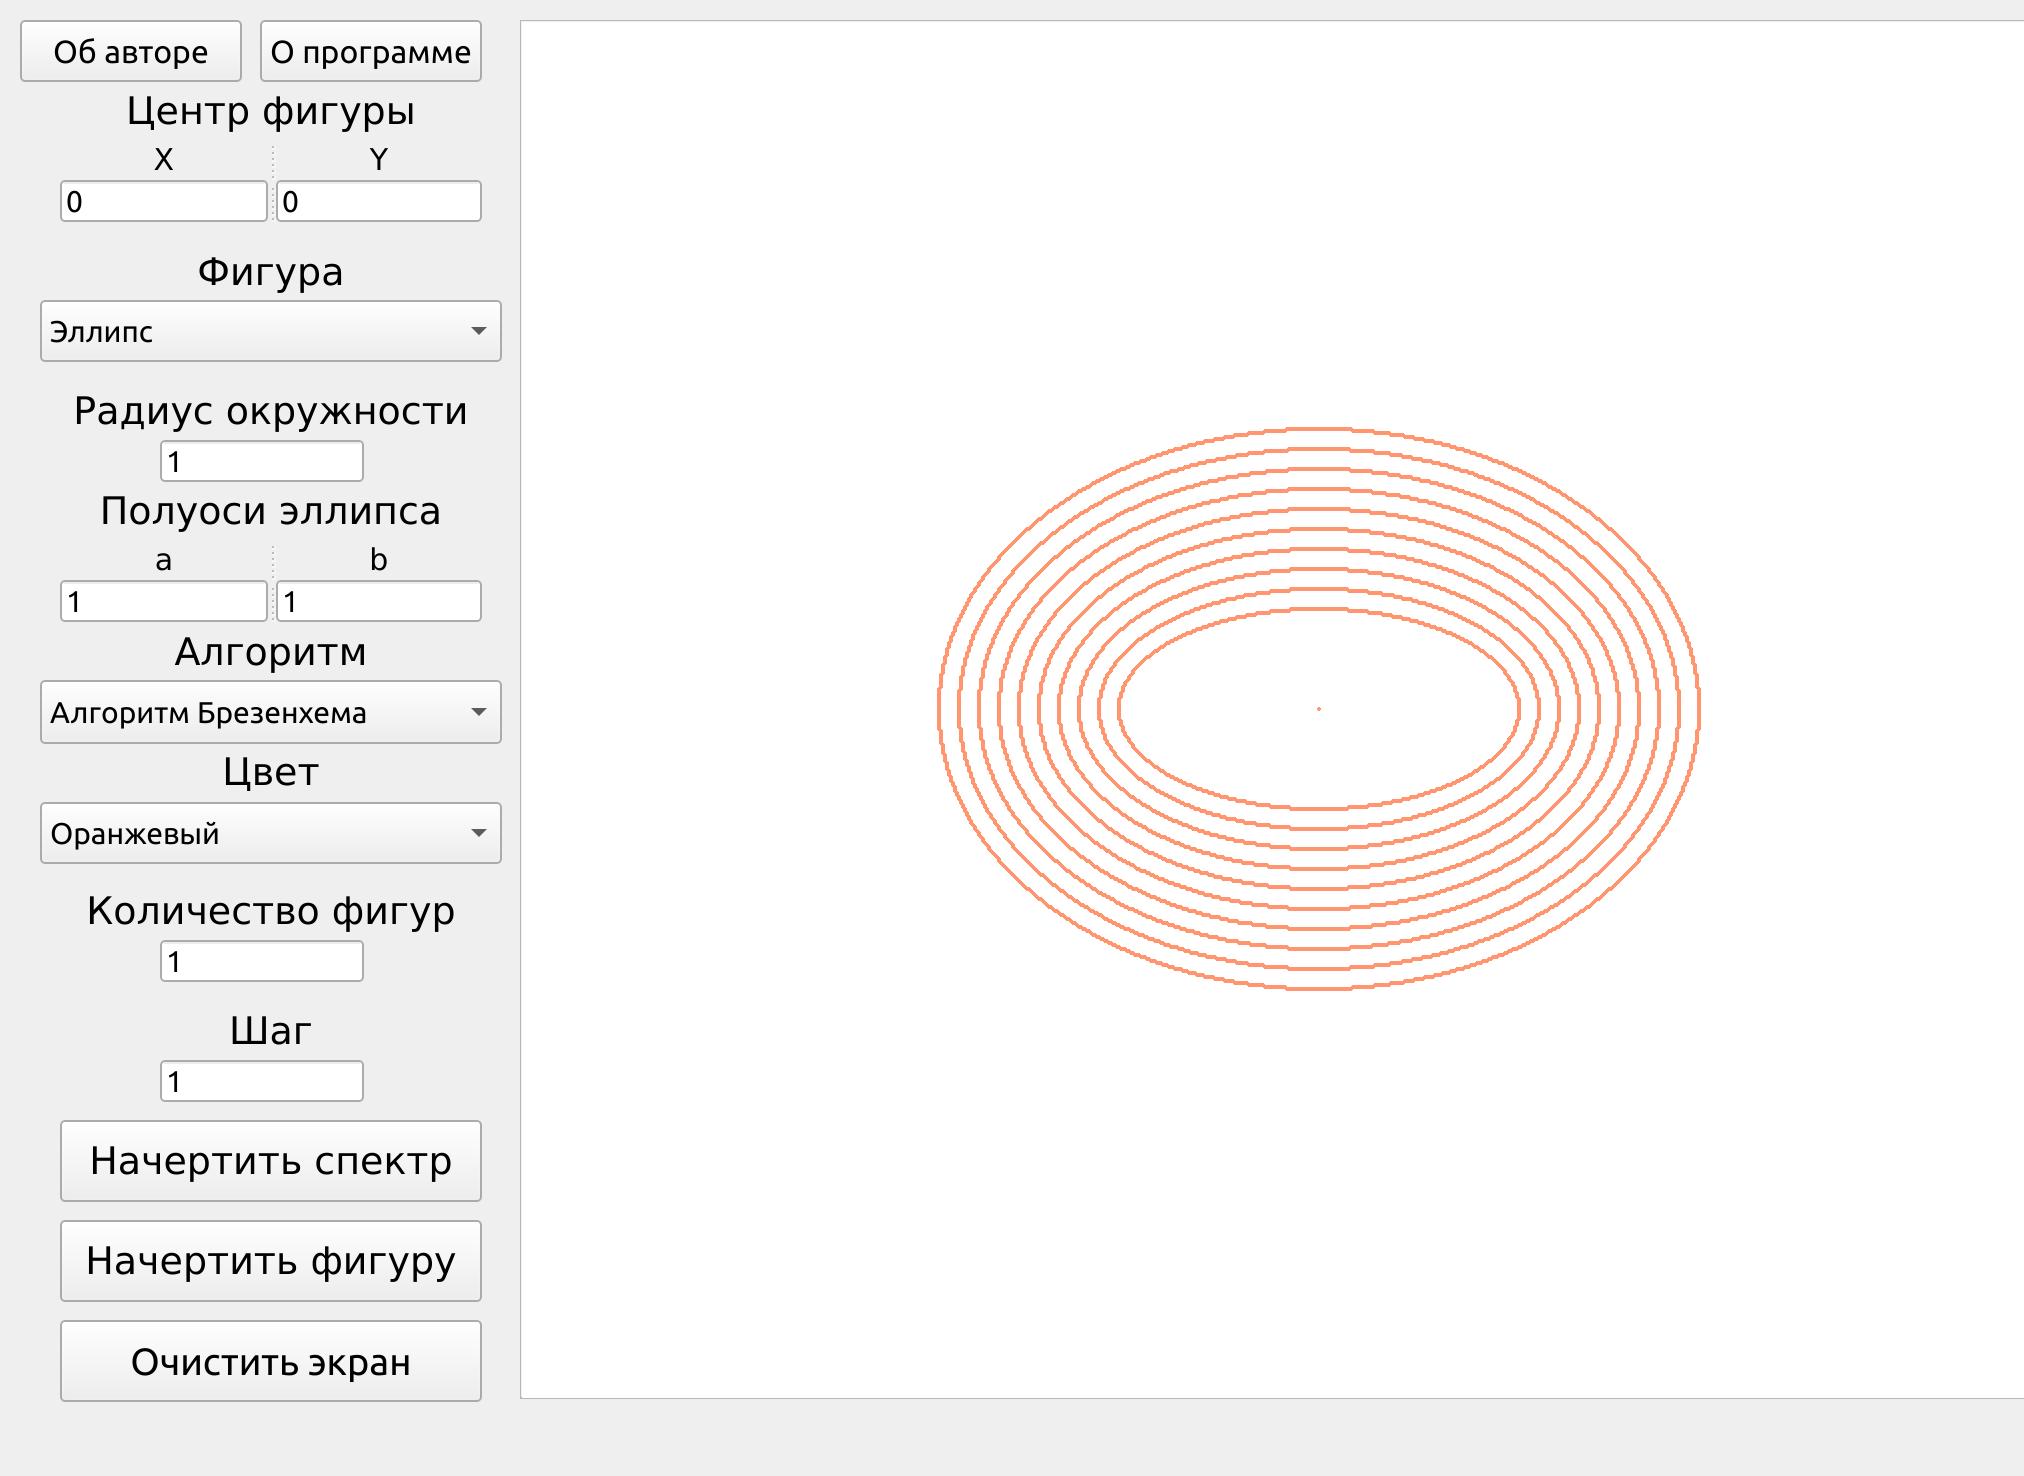 Об авторе О программе
Центр фигуры
X Y
0 0
Фигура
Эллипс
Радиус окружности
1
Полуоси эллипса
a b
1 1
Алгоритм
Алгоритм Брезенхема
Цвет
Оранжевый
Количество фигур
1
Шаг
1
Начертить спектр
Начертить фигуру
Очистить экран